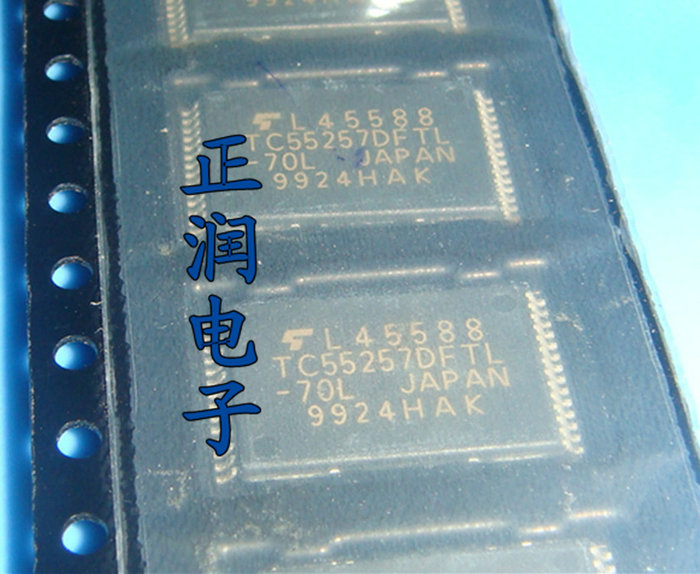 L45588
TC55257DFTL
-70L JAPAN
9924HAK
正润电子
L45588
TC55257DFTL
-70L JAPAN
9924HAK